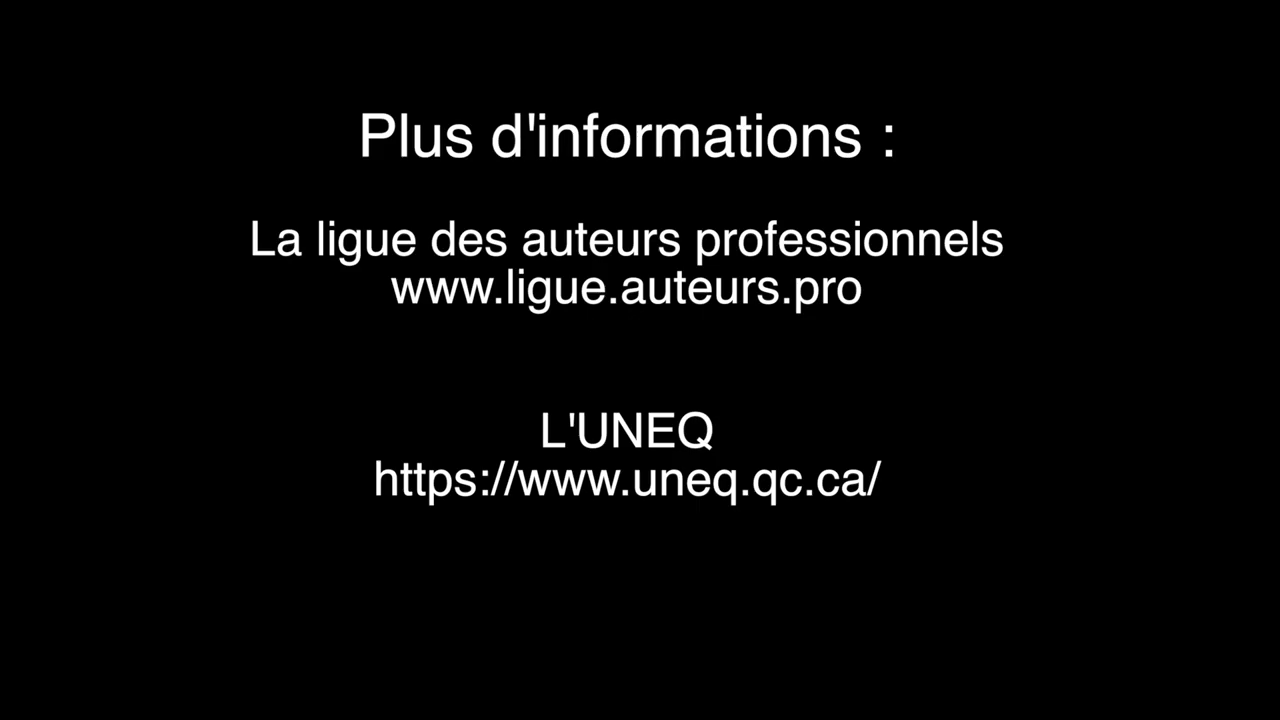 Plus d'informations :
La ligue des auteurs professionnels
www.ligue.auteurs.pro
L'UNEQ
https://www.uneq.qc.ca/